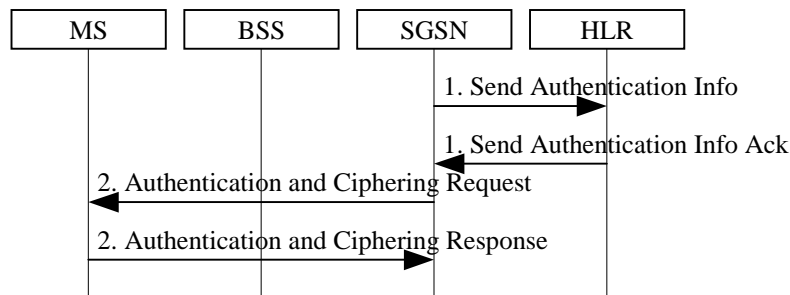 MS BSS SGSN HLR
1. Send Authentication Info
1. Send Authentication Info Ack
2. Authentication and Ciphering Request
2. Authentication and Ciphering Response